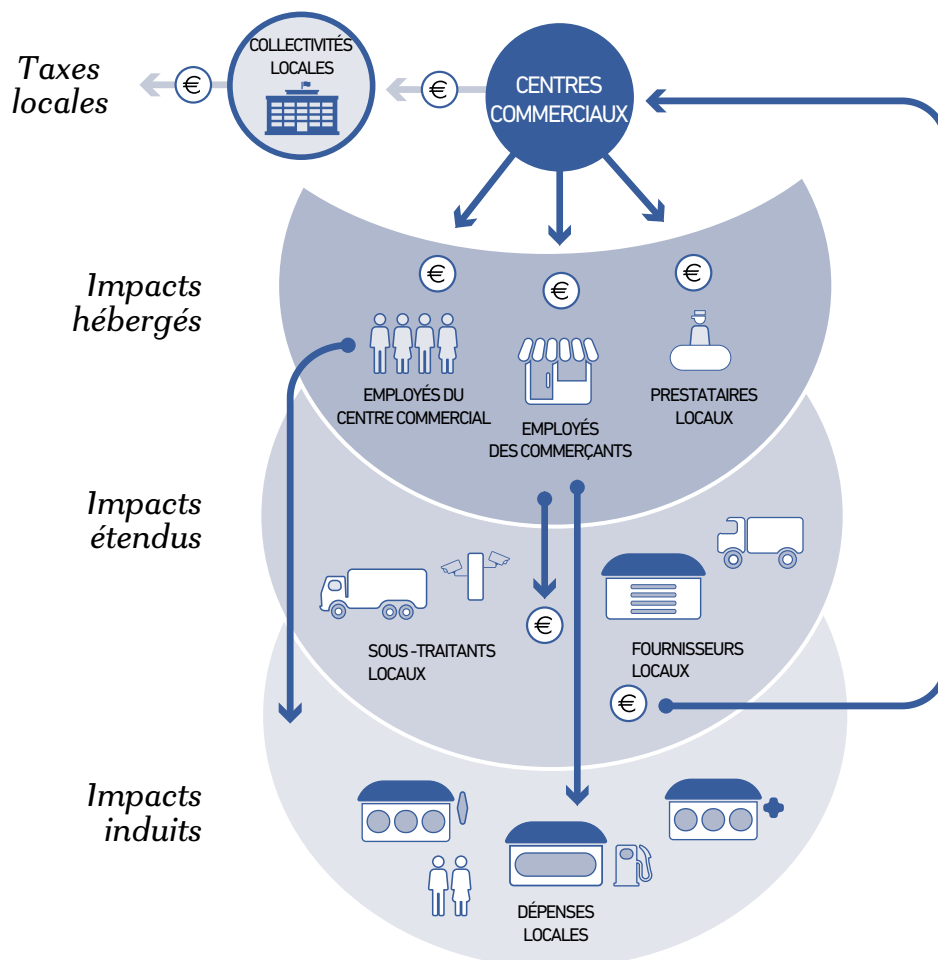 COLLECTIVITÉS
LOCALES
€
€
Taxes
locales
CENTRES
COMMERCIAUX
Impacts
hébergés
€
€
€
EMPLOYÉS DU
CENTRE COMMERCIAL
EMPLOYÉS
DES COMMERÇANTS
PRESTATAIRES
LOCAUX
Impacts
étendus
€
SOUS -TRAITANTS
LOCAUX
FOURNISSEURS
LOCAUX
€
Impacts
induits
DÉPENSES
LOCALES